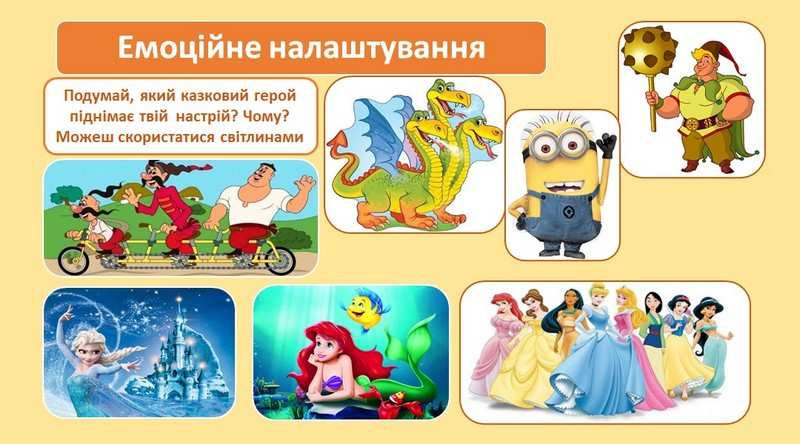 Емоційне налаштування
Подумай, який казковий герой
піднімає твій настрій? Чому?
Можеш скористатися світлинами